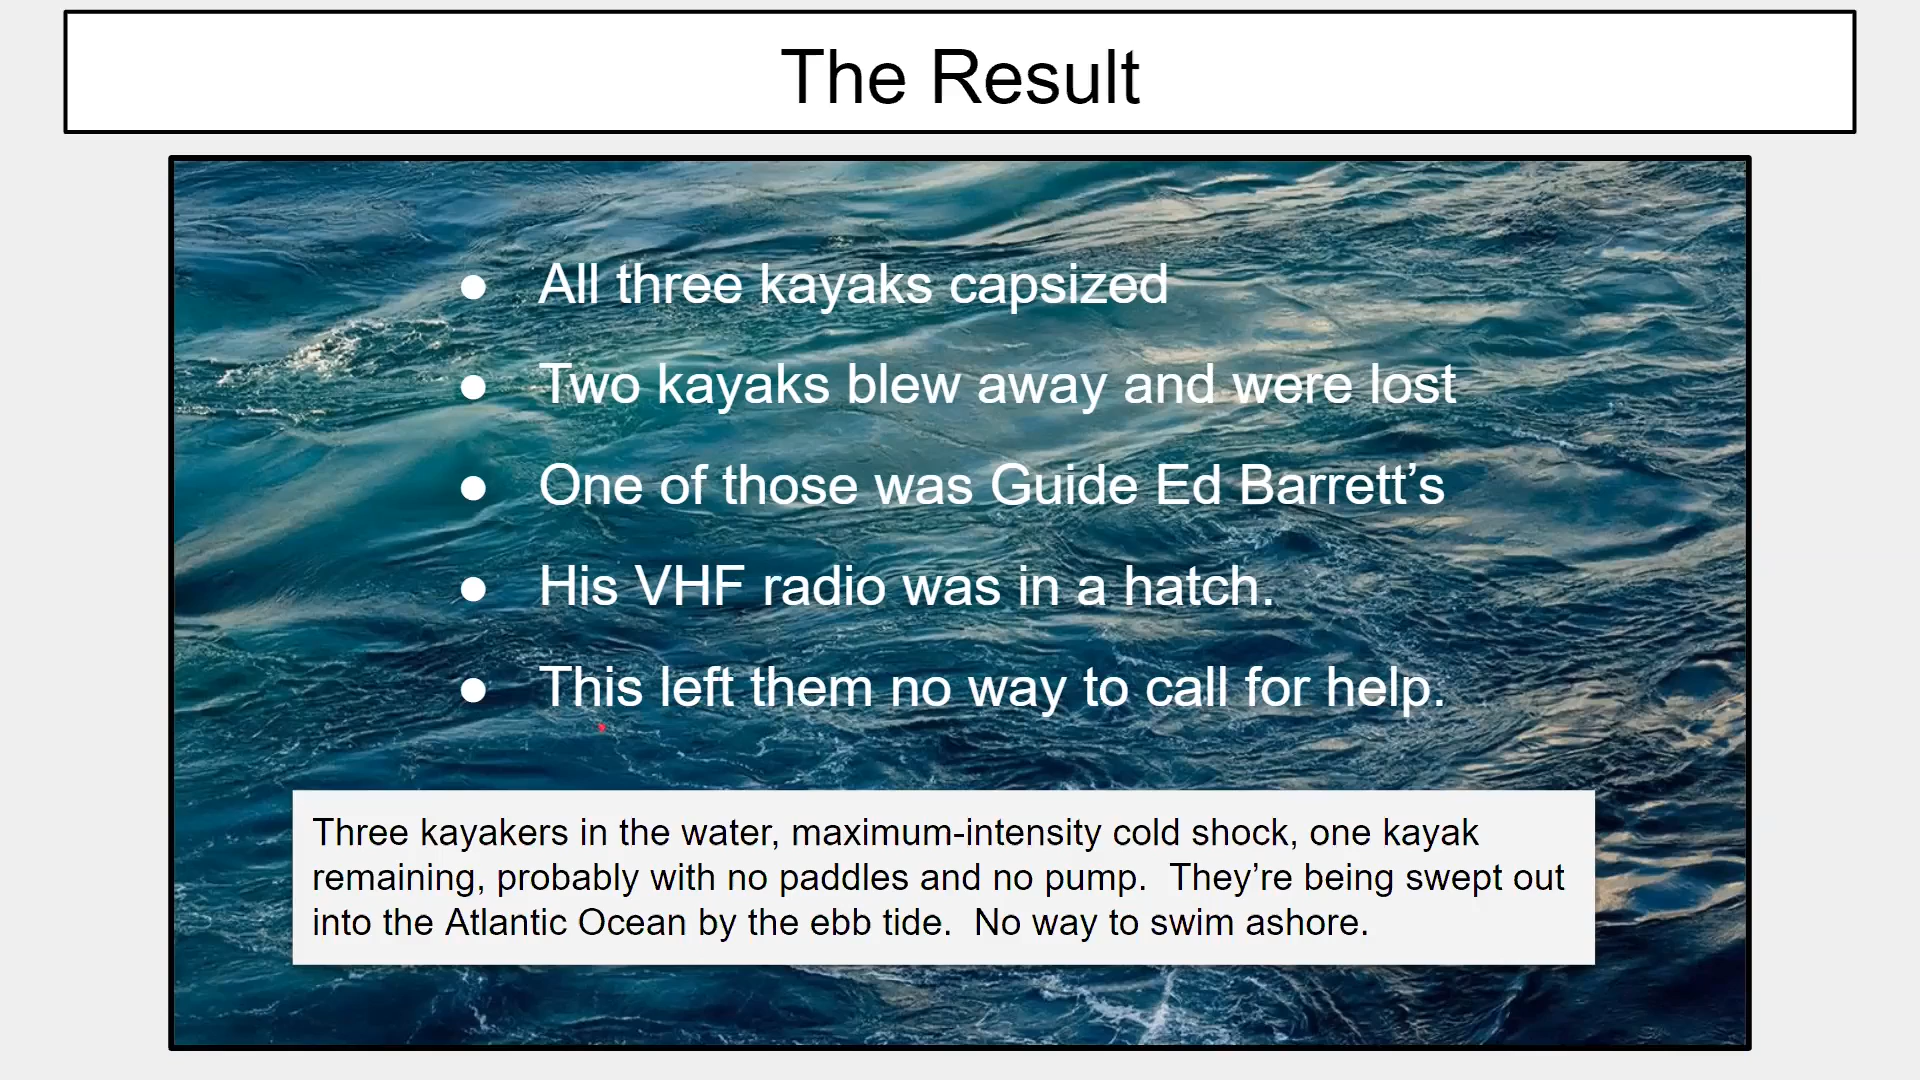 The Result
● All three kayaks capsized
● Two kayaks blew away and were lost
● One of those was Guide Ed Barrett’s
● His VHF radio was in a hatch.
● This left them no way to call for help.
Three kayakers in the water, maximum-intensity cold shock, one kayak
remaining, probably with no paddles and no pump.  They’re being swept out
into the Atlantic Ocean by the ebb tide.  No way to swim ashore.